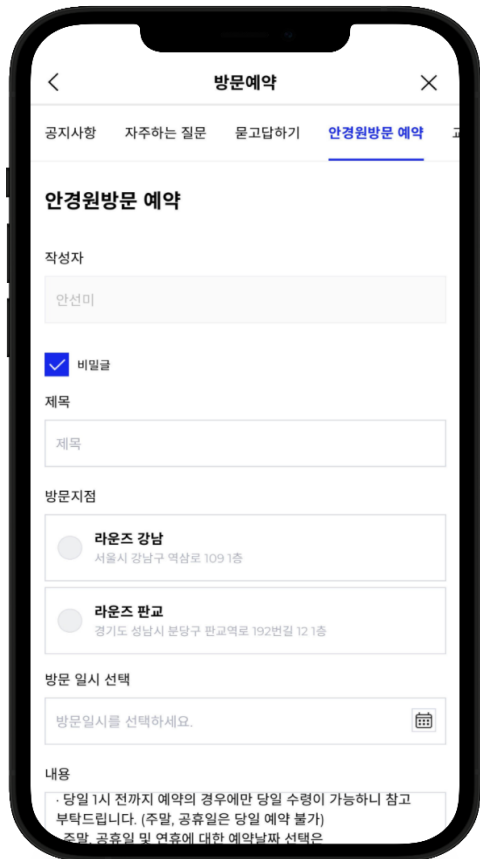 방문예약
공지사항 자주하는 질문 묻고답하기 안경원방문 예약
안경원방문 예약
작성자
안선미
비밀글
제목
제목
방문지점
라운즈 강남
서울시 강남구 역삼로 109 1층
라운즈 판교
경기도 성남시 분당구 판교역로 192번길 12 1층
방문 일시 선택
방문일시를 선택하세요.
내용
· 당일 1시 전까지 예약의 경우에만 당일 수령이 가능하니 참고
부탁드립니다. (주말, 공휴일은 당일 예약 불가)
· 주말, 공휴일 및 연휴에 대한 예약날짜 선택은